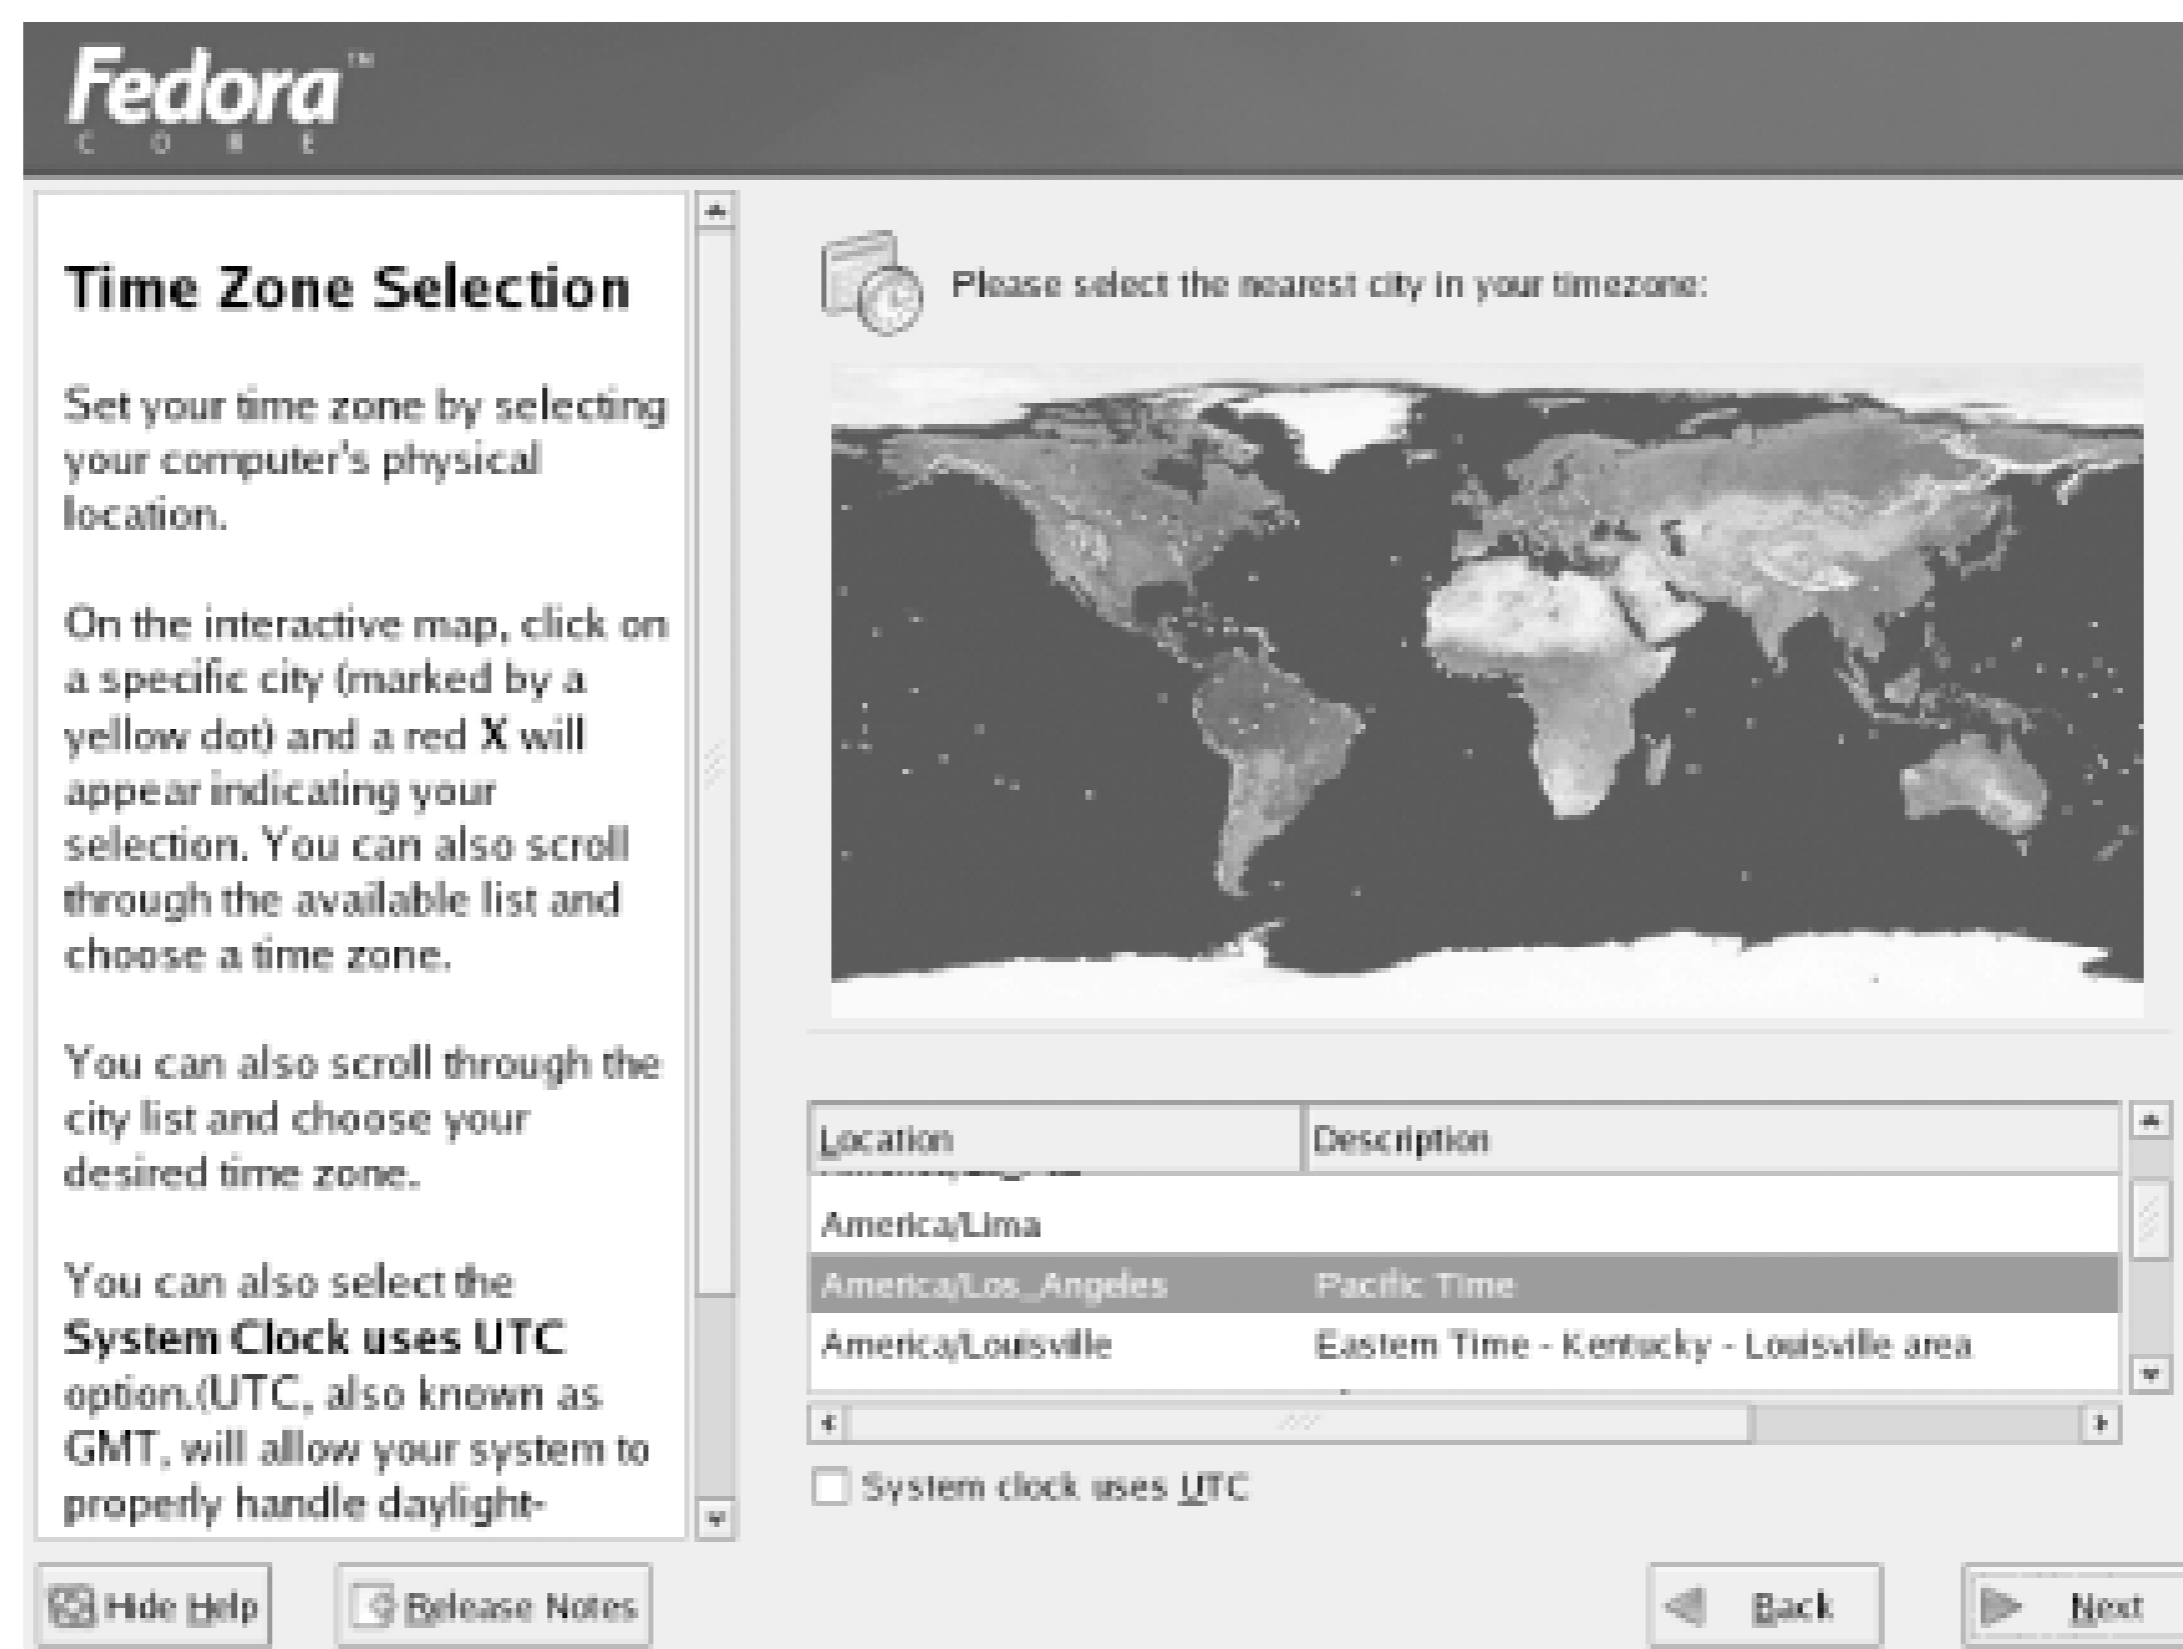 Fedora™
CORE
Time Zone Selection
Set your time zone by selecting
your computer's physical
location.
On the interactive map, click on
a specific city (marked by a
yellow dot) and a red X will
appear indicating your
selection. You can also scroll
through the available list and
choose a time zone.
You can also scroll through the
city list and choose your
desired time zone.
You can also select the
System Clock uses UTC
option.(UTC, also known as
GMT, will allow your system to
properly handle daylight-
Please select the nearest city in your timezone:
Location Description
America/Lima
America/Los_Angeles Pacific Time
America/Louisville Eastern Time - Kentucky - Louisville area
System clock uses UTC
Hide Help Release Notes Back Next